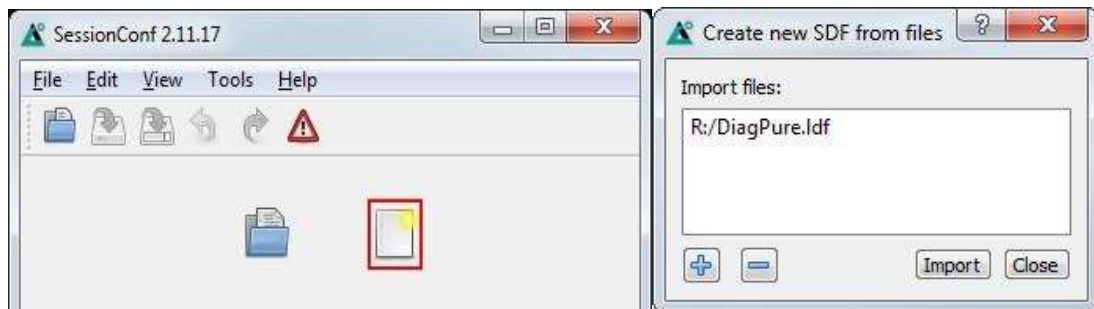 SessionConf 2.11.17
File Edit View Tools Help
Create new SDF from files
Import files:
R:/DiagPure.ldf
Import Close